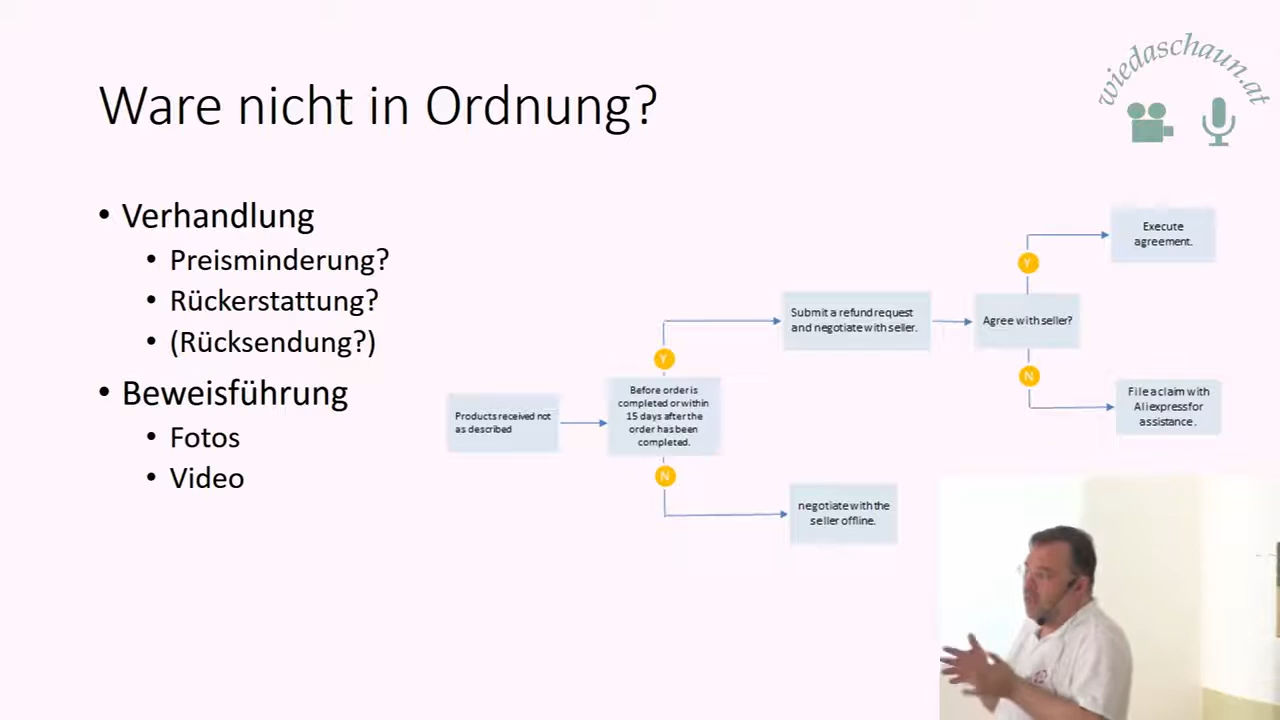 wiedaschaun.at
Ware nicht in Ordnung?
• Verhandlung
• Preisminderung?
• Rückerstattung?
• (Rücksendung?)
• Beweisführung
• Fotos
• Video
Products received not
as described
Before order is
completed or within
15 days after the
order has been
completed.
Y
Submit a refund request
and negotiate with seller.
Agree with seller?
Y
Execute
agreement.
N
File a claim with
Aliexpressfor
assistance.
N
negotiate with the
seller offline.